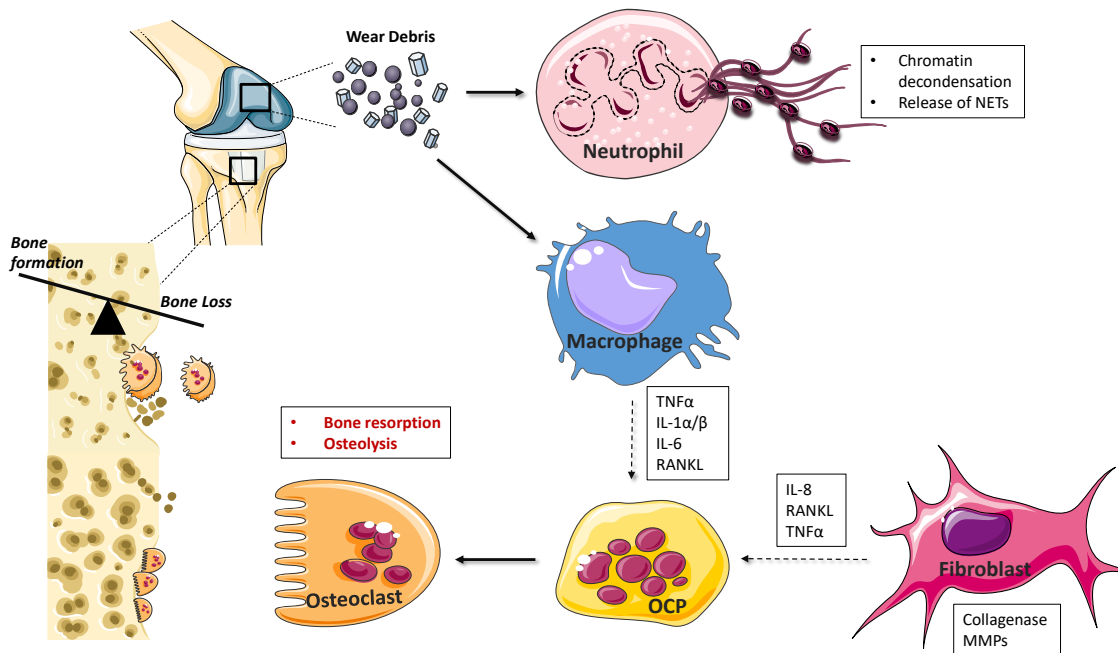 Wear Debris
• Chromatin
decondensation
• Release of NETs
Neutrophil
Bone
formation
Bone Loss
Macrophage
TNFα
IL-1α/β
IL-6
RANKL
• Bone resorption
• Osteolysis
IL-8
RANKL
TNFα
Osteoclast
OCP
Fibroblast
Collagenase
MMPs